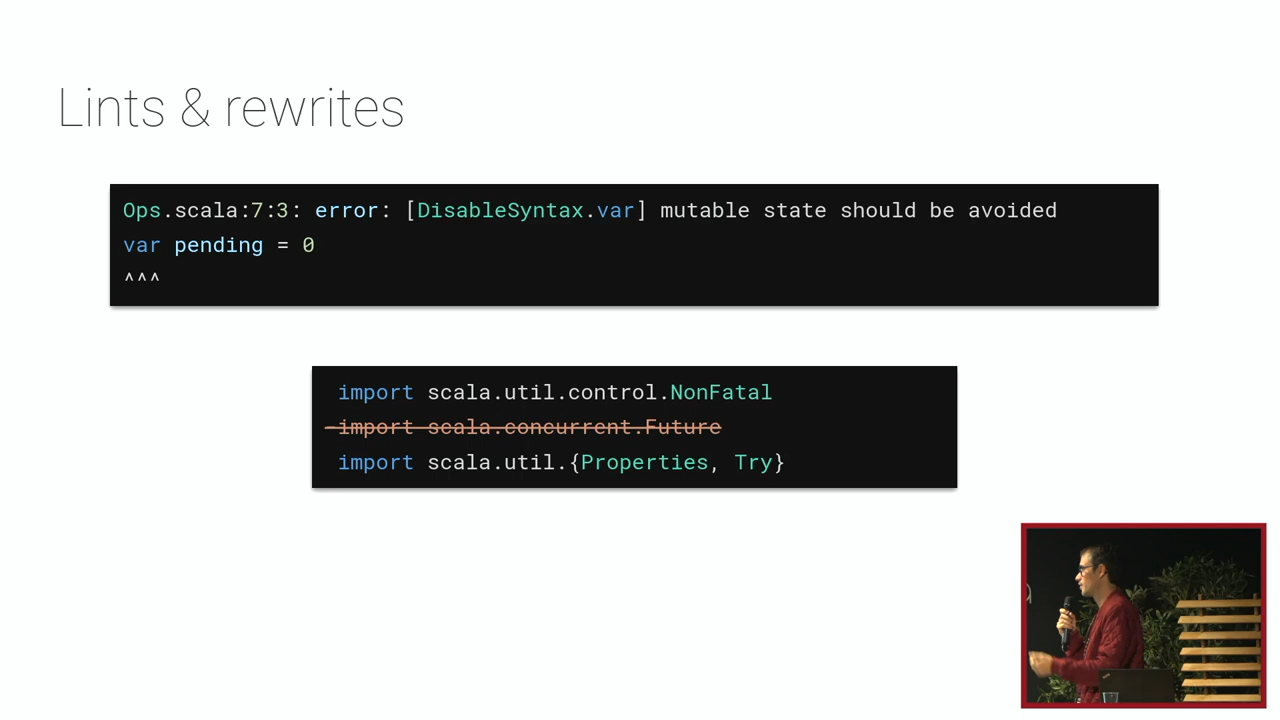 Lints & rewrites
Ops.scala:7:3: error: [DisableSyntax.var] mutable state should be avoided
var pending = 0
^^^
import scala.util.control.NonFatal
-import scala.concurrent.Future
import scala.util.{Properties, Try}